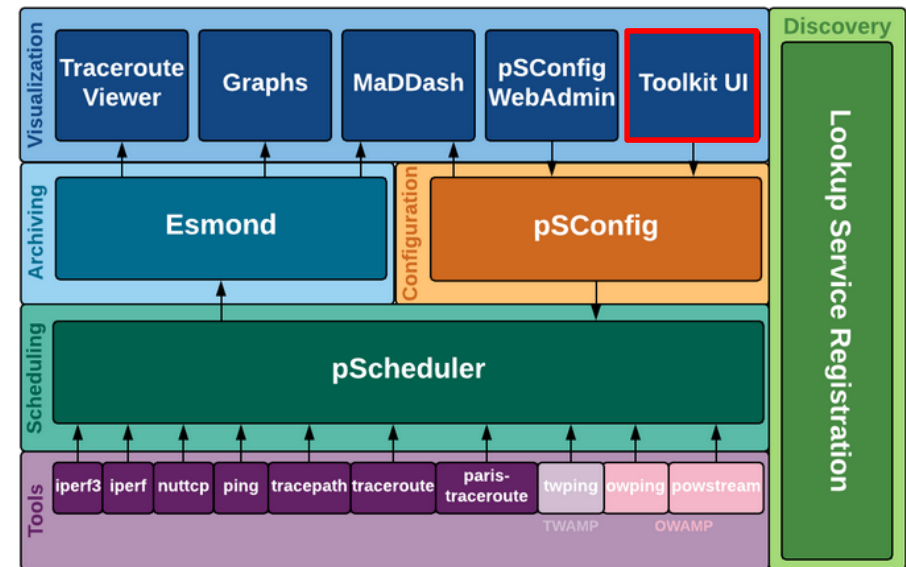 Visualization
Traceroute
Viewer
Graphs
MaDDash
pSConfig
WebAdmin
Toolkit UI
Discovery
Lookup Service Registration
Archiving
Esmond
Configuration
pSConfig
Scheduling
pScheduler
Tools
iperf3
iperf
nuttcp
ping
tracepath
traceroute
paris-
traceroute
twping
owping
powstream
TWAMP
OWAMP